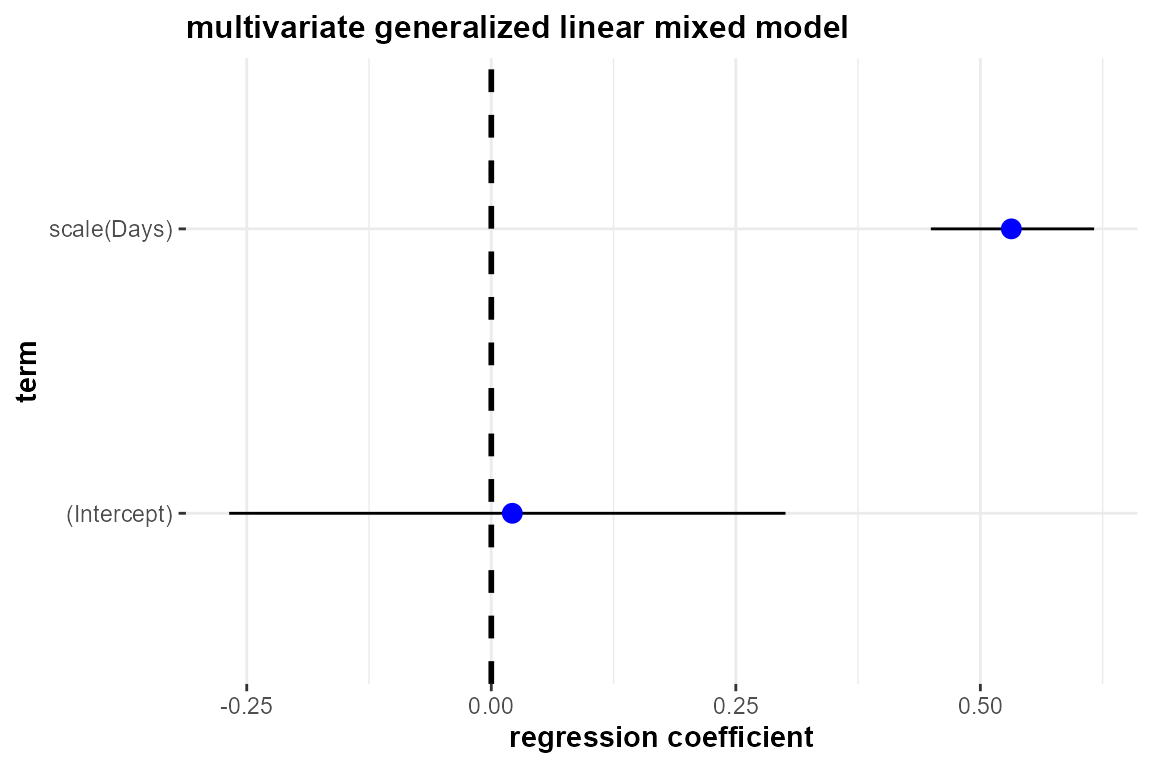 multivariate generalized linear mixed model
scale(Days)
(Intercept)
term
-0.25 0.00 0.25 0.50
regression coefficient